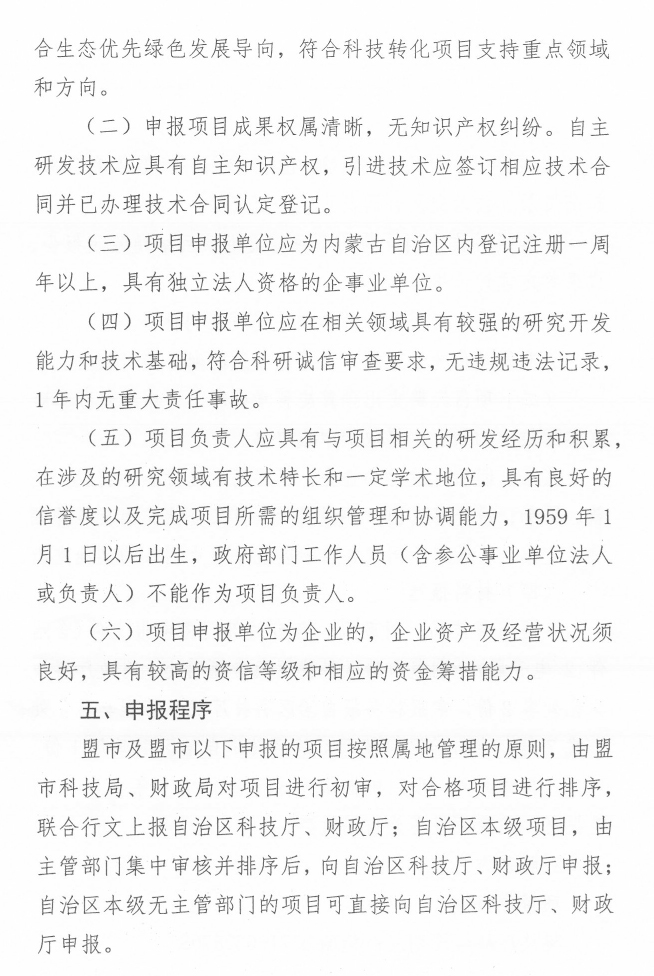 合生态优先绿色发展导向，符合科技转化项目支持重点领域
和方向。
（二）申报项目成果权属清晰，无知识产权纠纷。自主
研发技术应具有自主知识产权，引进技术应签订相应技术合
同并已办理技术合同认定登记。
（三）项目申报单位应为内蒙古自治区内登记注册一周
年以上，具有独立法人资格的企事业单位。
（四）项目申报单位应在相关领域具有较强的研究开发
能力和技术基础，符合科研诚信审查要求，无违规违法记录，
1 年内无重大责任事故。
（五）项目负责人应具有与项目相关的研发经历和积累，
在涉及的研究领域有技术特长和一定学术地位，具有良好的
信誉度以及完成项目所需的组织管理和协调能力，1959 年 1
月 1 日以后出生，政府部门工作人员（含参公事业单位法人
或负责人）不能作为项目负责人。
（六）项目申报单位为企业的，企业资产及经营状况须
良好，具有较高的资信等级和相应的资金筹措能力。
五、申报程序
盟市及盟市以下申报的项目按照属地管理的原则，由盟
市科技局、财政局对项目进行初审，对合格项目进行排序，
联合行文上报自治区科技厅、财政厅；自治区本级项目，由
主管部门集中审核并排序后，向自治区科技厅、财政厅申报；
自治区本级无主管部门的项目可直接向自治区科技厅、财政
厅申报。